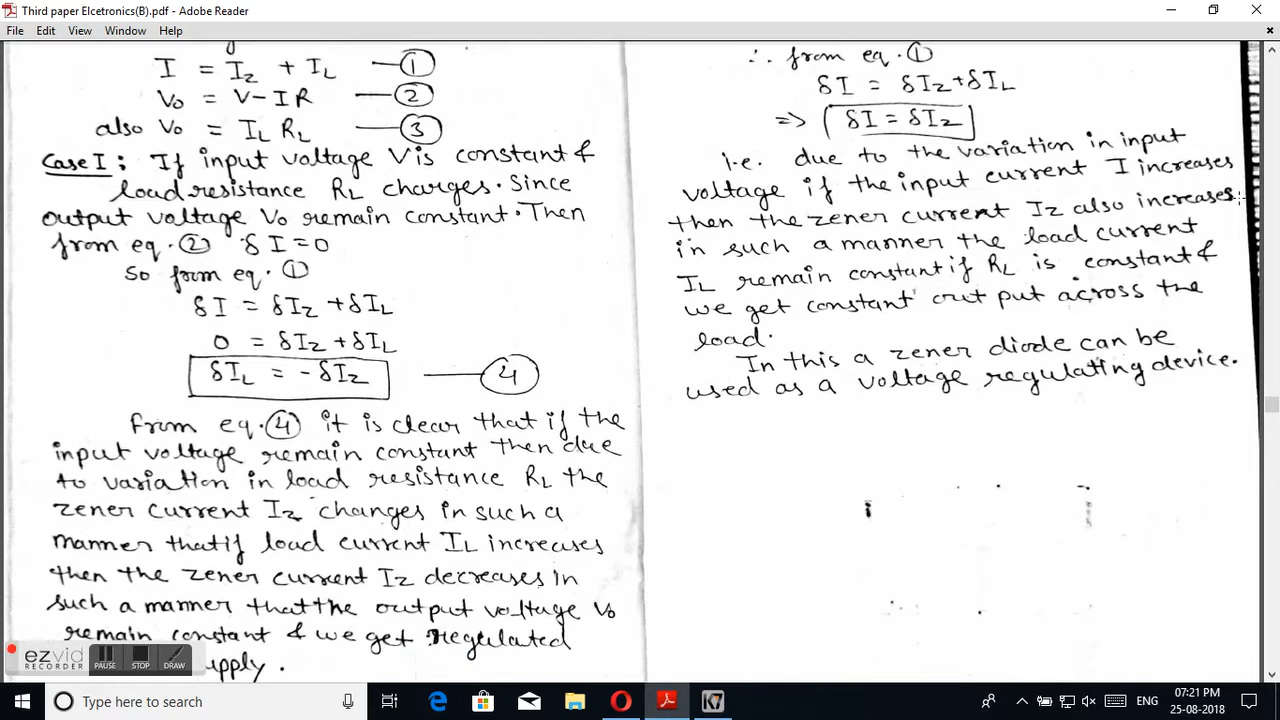 Third paper Elcetronics(B).pdf - Adobe Reader
File Edit View Window Help
I = Iz + IL —①
Vo = V-IR —②
also Vo = IL RL —③
Case I : If input voltage V is constant &
load resistance RL charges. Since
output voltage Vo remain constant. Then
from eq. ② δI=0
So from eq. ①
δI = δIz + δIL
0 = δIz + δIL
δIL = - δIz —④
From eq. ④ it is clear that if the
input voltage remain constant then due
to variation in load resistance RL the
zener current Iz changes in such a
manner that if load current IL increases
then the zener current Iz decreases in
such a manner that the output voltage Vo
remain constant & we get regulated
upply .
∴ from eq. ①
δI = δIz + δIL
=> δI = δIz
i.e. due to the variation in input
voltage if the input current I increases
then the zener current Iz also increases.
in such a manner the load current
IL remain constant if RL is constant &
we get constant out put across the
load.
In this a zener diode can be
used as a voltage regulating device.
ezvid
RECORDER
PAUSE STOP DRAW
Type here to search
ENG
07:21 PM
25-08-2018